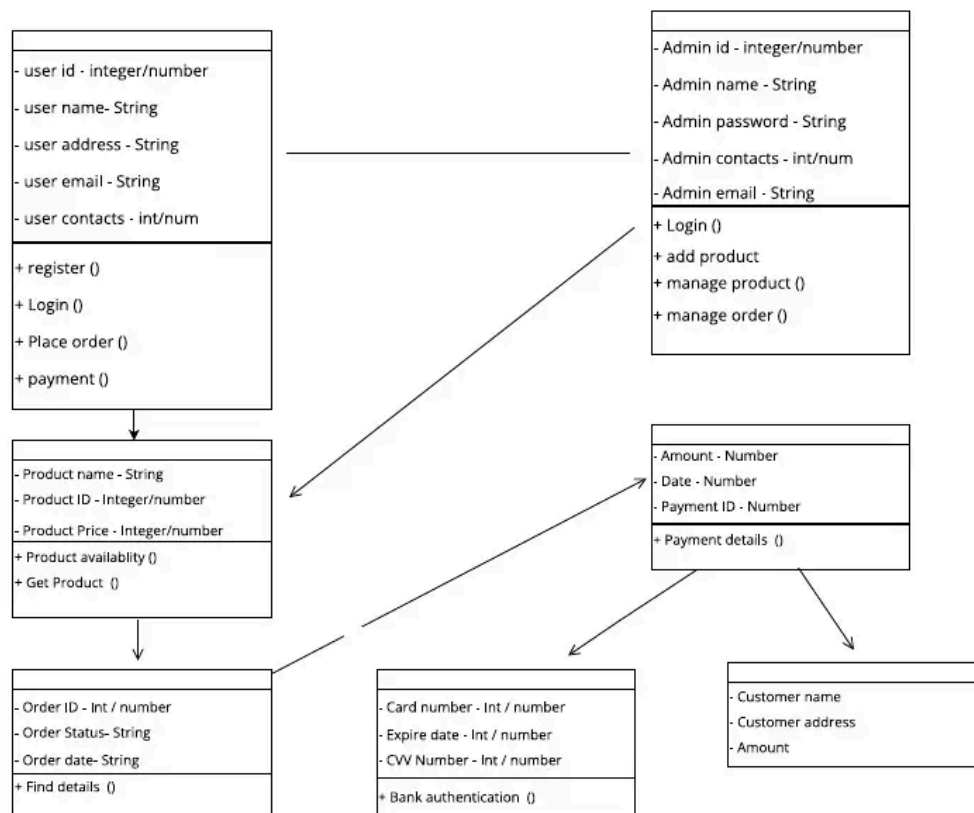 - user id - integer/number
- user name- String
- user address - String
- user email - String
- user contacts - int/num
+ register ()
+ Login ()
+ Place order ()
+ payment ()
- Admin id - integer/number
- Admin name - String
- Admin password - String
- Admin contacts - int/num
- Admin email - String
+ Login ()
+ add product
+ manage product ()
+ manage order ()
- Product name - String
- Product ID - Integer/number
- Product Price - Integer/number
+ Product availablity ()
+ Get Product ()
- Amount - Number
- Date - Number
- Payment ID - Number
+ Payment details ()
- Order ID - Int / number
- Order Status- String
- Order date- String
+ Find details ()
- Card number - Int / number
- Expire date - Int / number
- CVV Number - Int / number
+ Bank authentication ()
- Customer name
- Customer address
- Amount